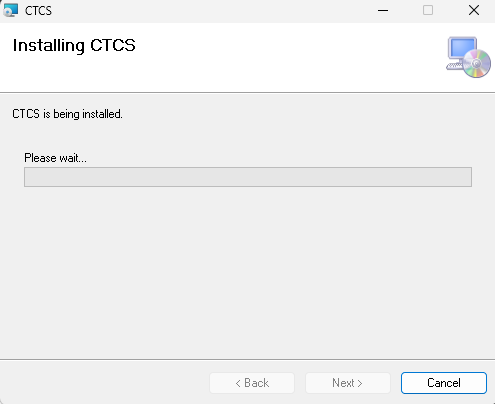 CTCS
Installing CTCS
CTCS is being installed.
Please wait...
< Back
Next >
Cancel